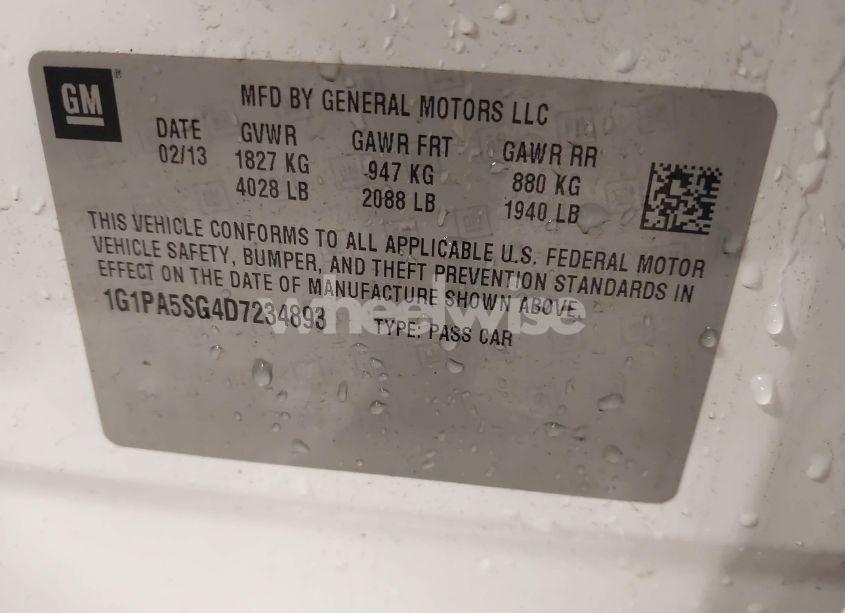 GM
MFD BY GENERAL MOTORS LLC
DATE GVWR GAWR FRT GAWR RR
02/13 1827 KG 947 KG 880 KG
4028 LB 2088 LB 1940 LB
THIS VEHICLE CONFORMS TO ALL APPLICABLE U.S. FEDERAL MOTOR
VEHICLE SAFETY, BUMPER, AND THEFT PREVENTION STANDARDS IN
EFFECT ON THE DATE OF MANUFACTURE SHOWN ABOVE.
1G1PA5SG4D7234893 TYPE: PASS CAR
wheelwise